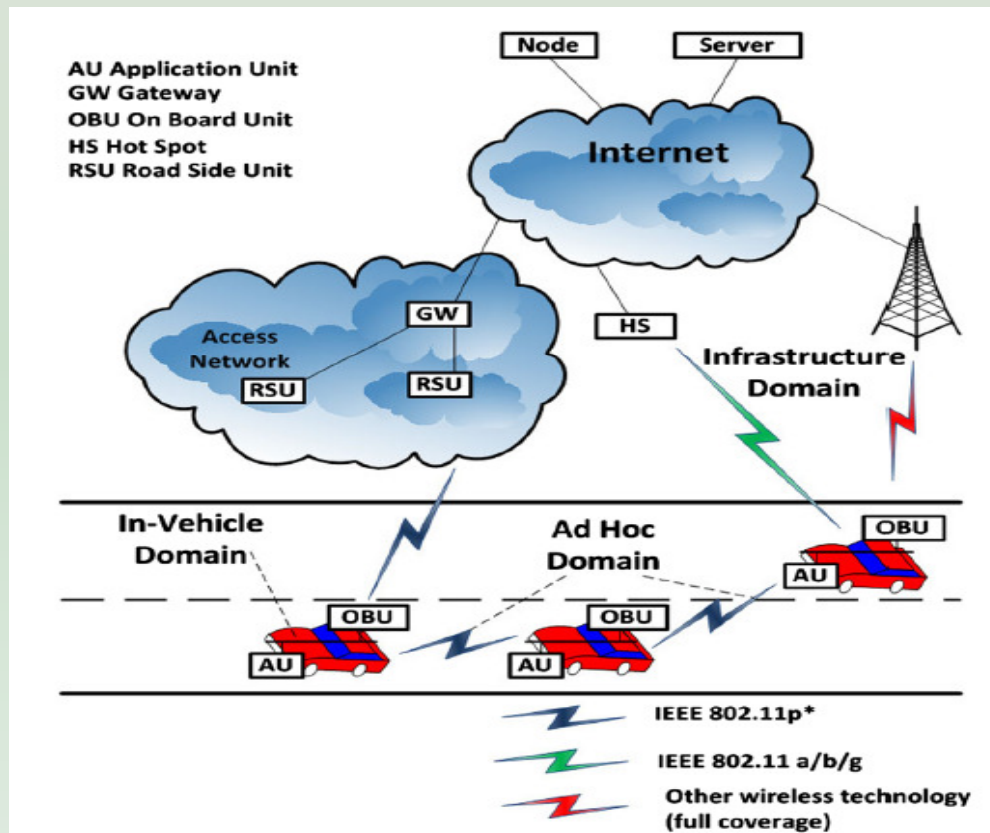 Node
Server
AU Application Unit
GW Gateway
OBU On Board Unit
HS Hot Spot
RSU Road Side Unit
Internet
GW
Access
Network
RSU
RSU
HS
Infrastructure
Domain
In-Vehicle
Domain
Ad Hoc
Domain
OBU
AU
OBU
AU
OBU
AU
IEEE 802.11p*
IEEE 802.11 a/b/g
Other wireless technology
(full coverage)